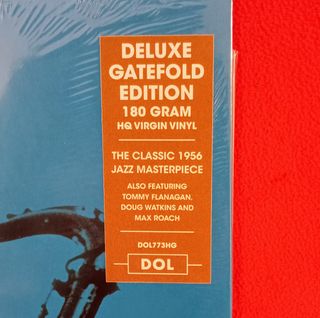 DELUXE
GATEFOLD
EDITION
180 GRAM
HQ VIRGIN VINYL
THE CLASSIC 1956
JAZZ MASTERPIECE
ALSO FEATURING
TOMMY FLANAGAN,
DOUG WATKINS AND
MAX ROACH
DOL773HG
DOL